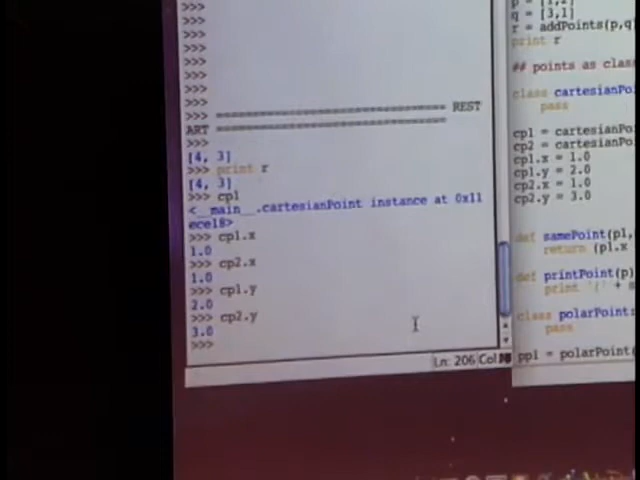 >>>
>>>
>>>
>>>
>>>
>>>
>>>
>>>
>>> ================================ REST
ART ================================
>>>
[4, 3]
>>> print r
[4, 3]
>>> cp1
<__main__.cartesianPoint instance at 0x11
ece18>
>>> cp1.x
1.0
>>> cp2.x
1.0
>>> cp1.y
2.0
>>> cp2.y
3.0
>>>
Ln: 206 Col
q = [3,1]
r = addPoints(p,q
print r
## points as clas
class cartesianPo
pass
cp1 = cartesianPo
cp2 = cartesianPo
cp1.x = 1.0
cp1.y = 2.0
cp2.x = 1.0
cp2.y = 3.0
def samePoint(p1,
return (p1.x
def printPoint(p)
print '(' + s
class polarPoint:
pass
pp1 = polarPoint(